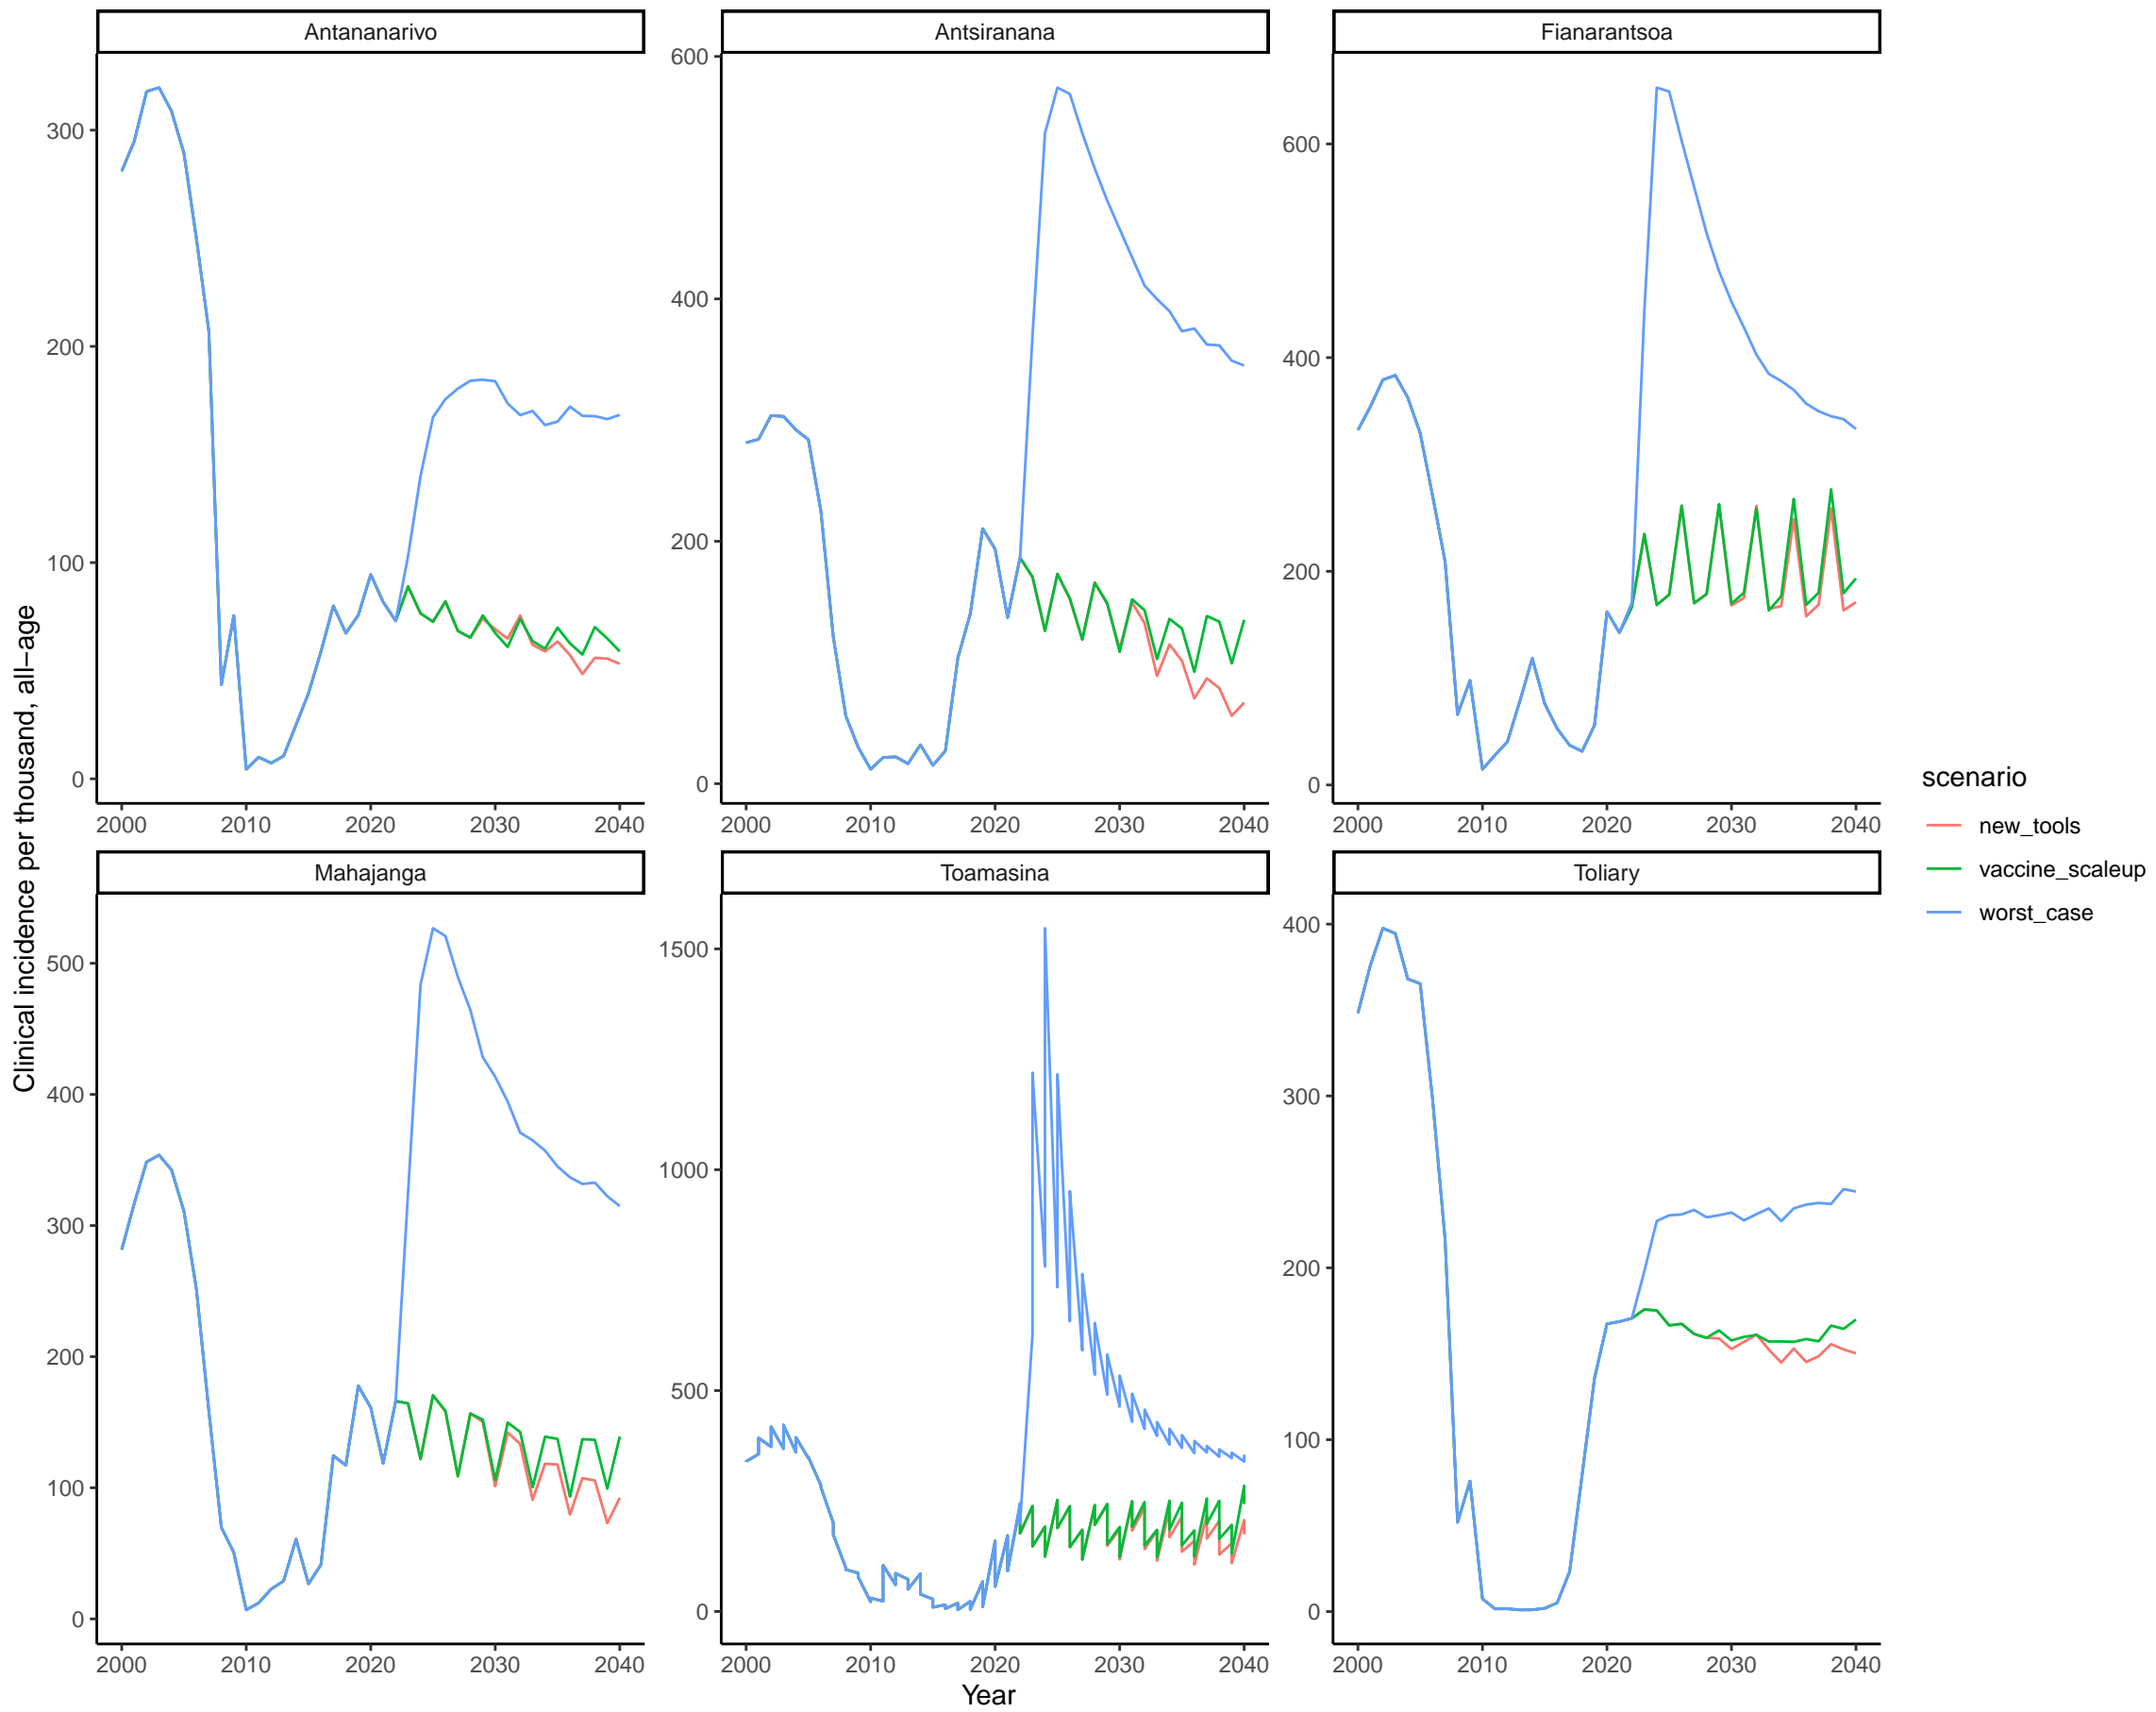 Antananarivo
Antsiranana
Fianarantsoa
300
200
100
0
600
400
200
0
600
400
200
0
2000 2010 2020 2030 2040
2000 2010 2020 2030 2040
2000 2010 2020 2030 2040
Clinical incidence per thousand, all−age
Mahajanga
Toamasina
Toliary
500
400
300
200
100
0
1500
1000
500
0
400
300
200
100
0
2000 2010 2020 2030 2040
2000 2010 2020 2030 2040
2000 2010 2020 2030 2040
Year
scenario
new_tools
vaccine_scaleup
worst_case